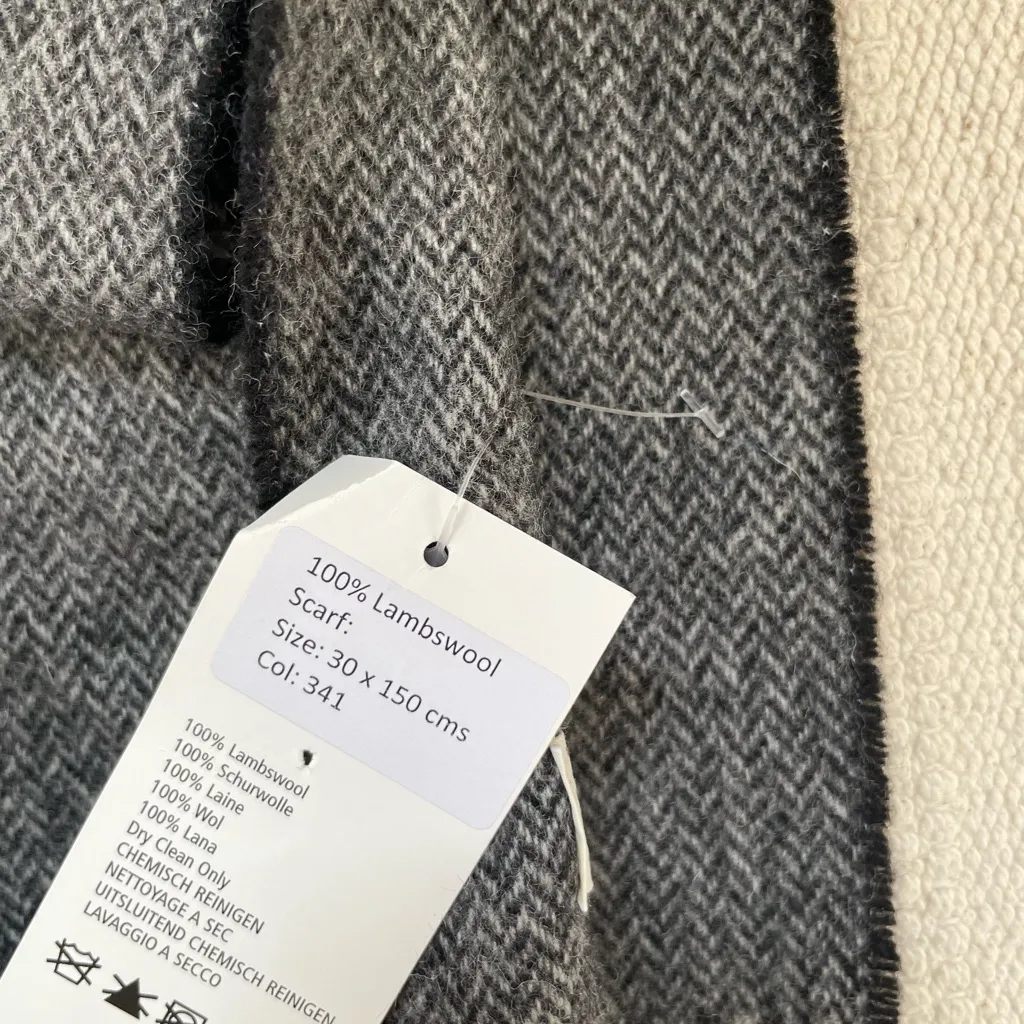 100% Lambswool
Scarf:
Size: 30 x 150 cms
Col: 341
100% Lambswool
100% Schurwolle
100% Laine
100% Wol
100% Lana
Dry Clean Only
CHEMISCH REINIGEN
NETTOYAGE A SEC
UITSLUITEND CHEMISCH REINIGEN
LAVAGGIO A SECCO